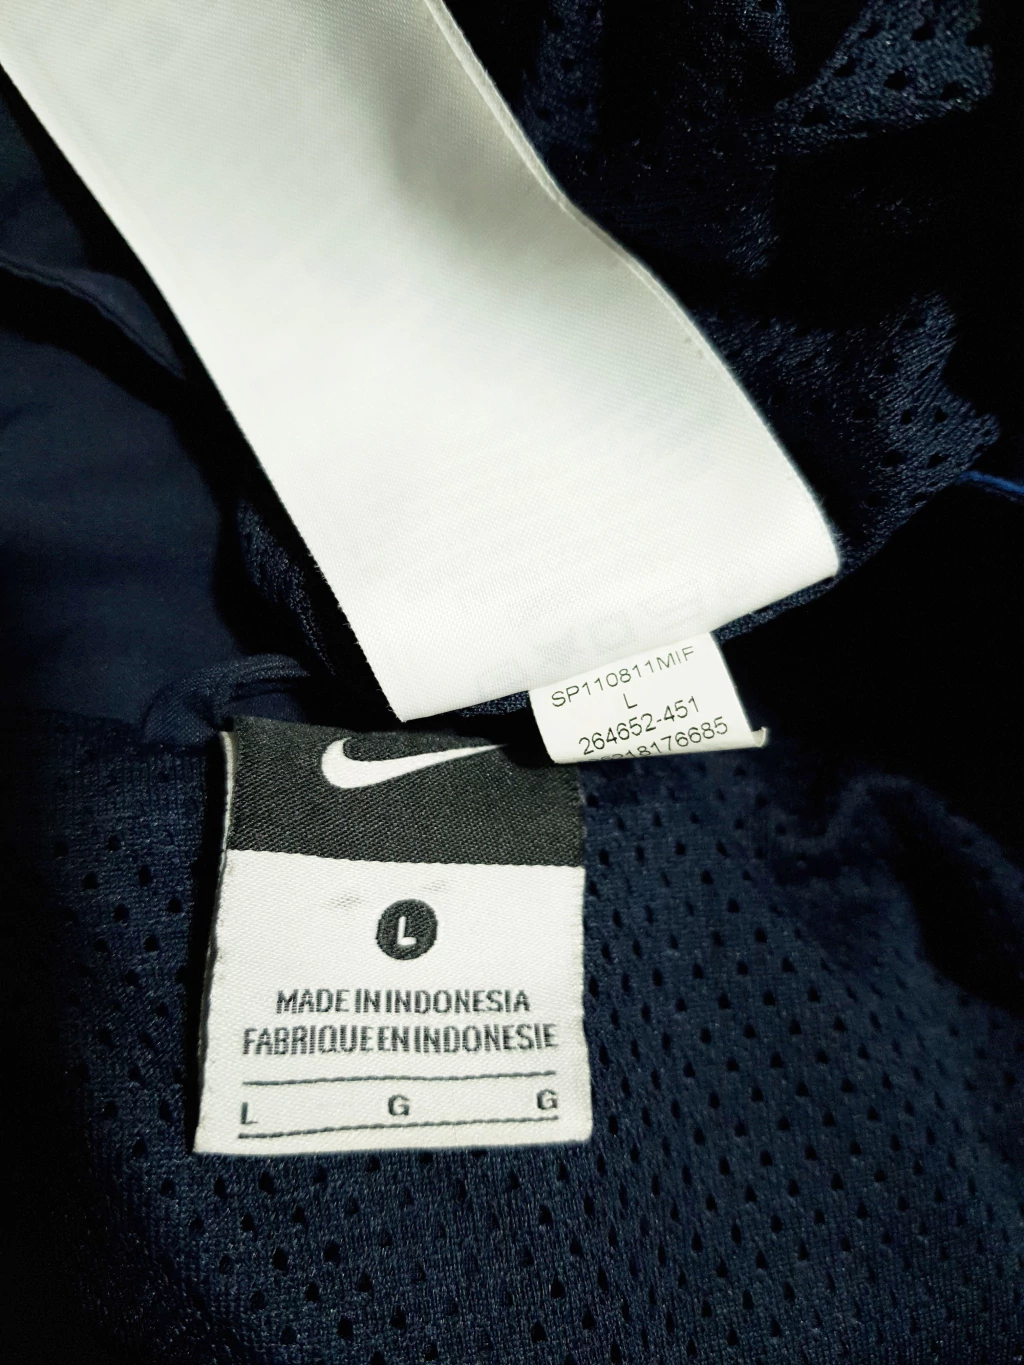 SP110811MIF
L
264652-451
L
MADE IN INDONESIA
FABRIQUE EN INDONESIE
L G G